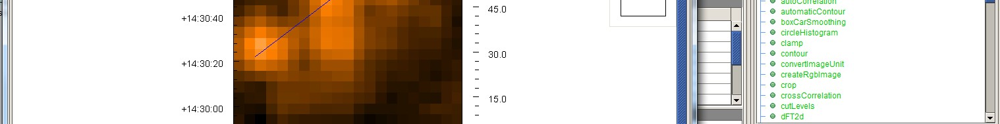 autoCorrelation
+14:30:40
45.0
automaticContour
boxCarSmoothing
circleHistogram
clamp
30.0
contour
+14:30:20
convertImageUnit
createRgbImage
crop
crossCorrelation
15.0
+14:30:00
cutLevels
dFT2d